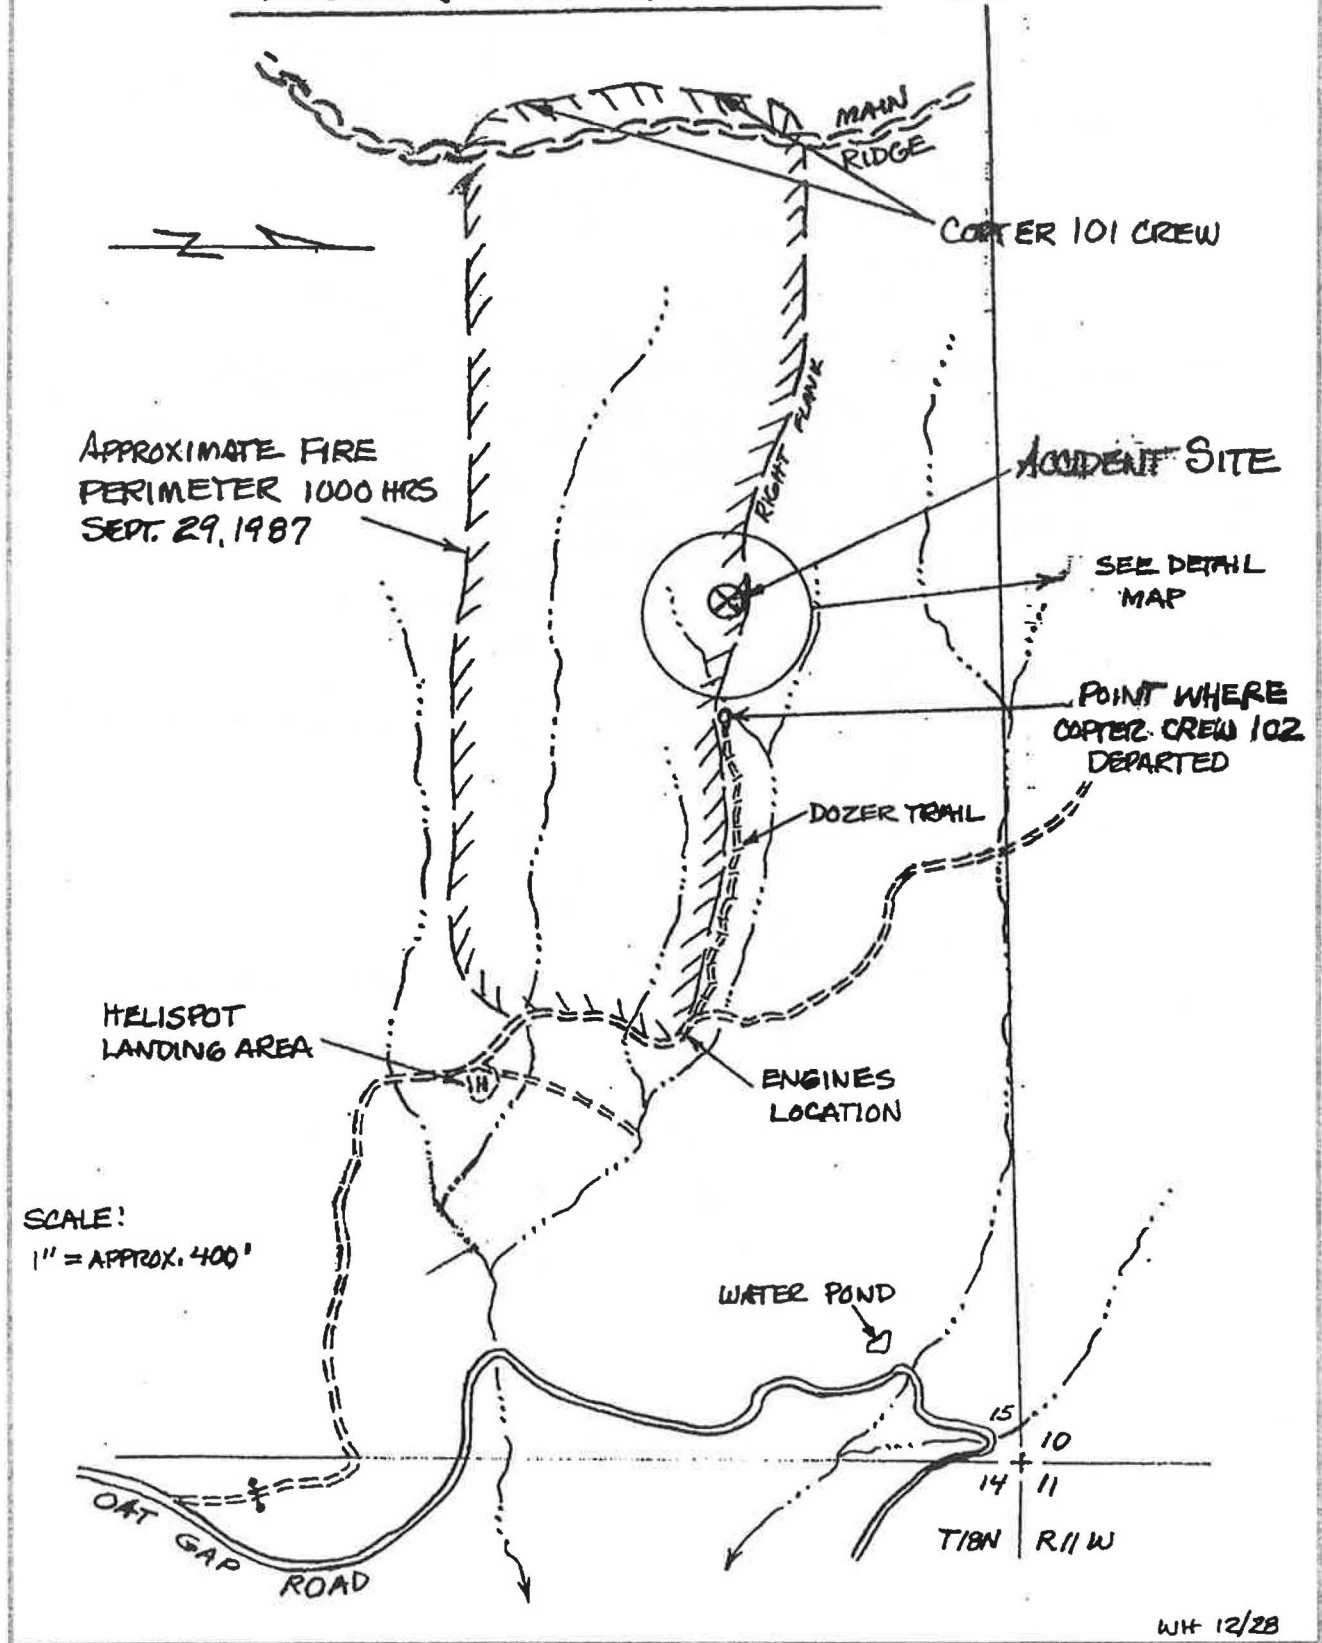 MAIN
RIDGE
COPTER 101 CREW
N
RIGHT FLANK
APPROXIMATE FIRE
PERIMETER 1000 HRS
SEPT. 29, 1987
ACCIDENT SITE
SEE DETAIL
MAP
POINT WHERE
COPTER CREW 102
DEPARTED
DOZER TRAIL
HELISPOT
LANDING AREA
H
ENGINES
LOCATION
SCALE:
1" = APPROX. 400'
WATER POND
15
10
14
11
OAT GAP ROAD
T18N
R11W
WH 12/28